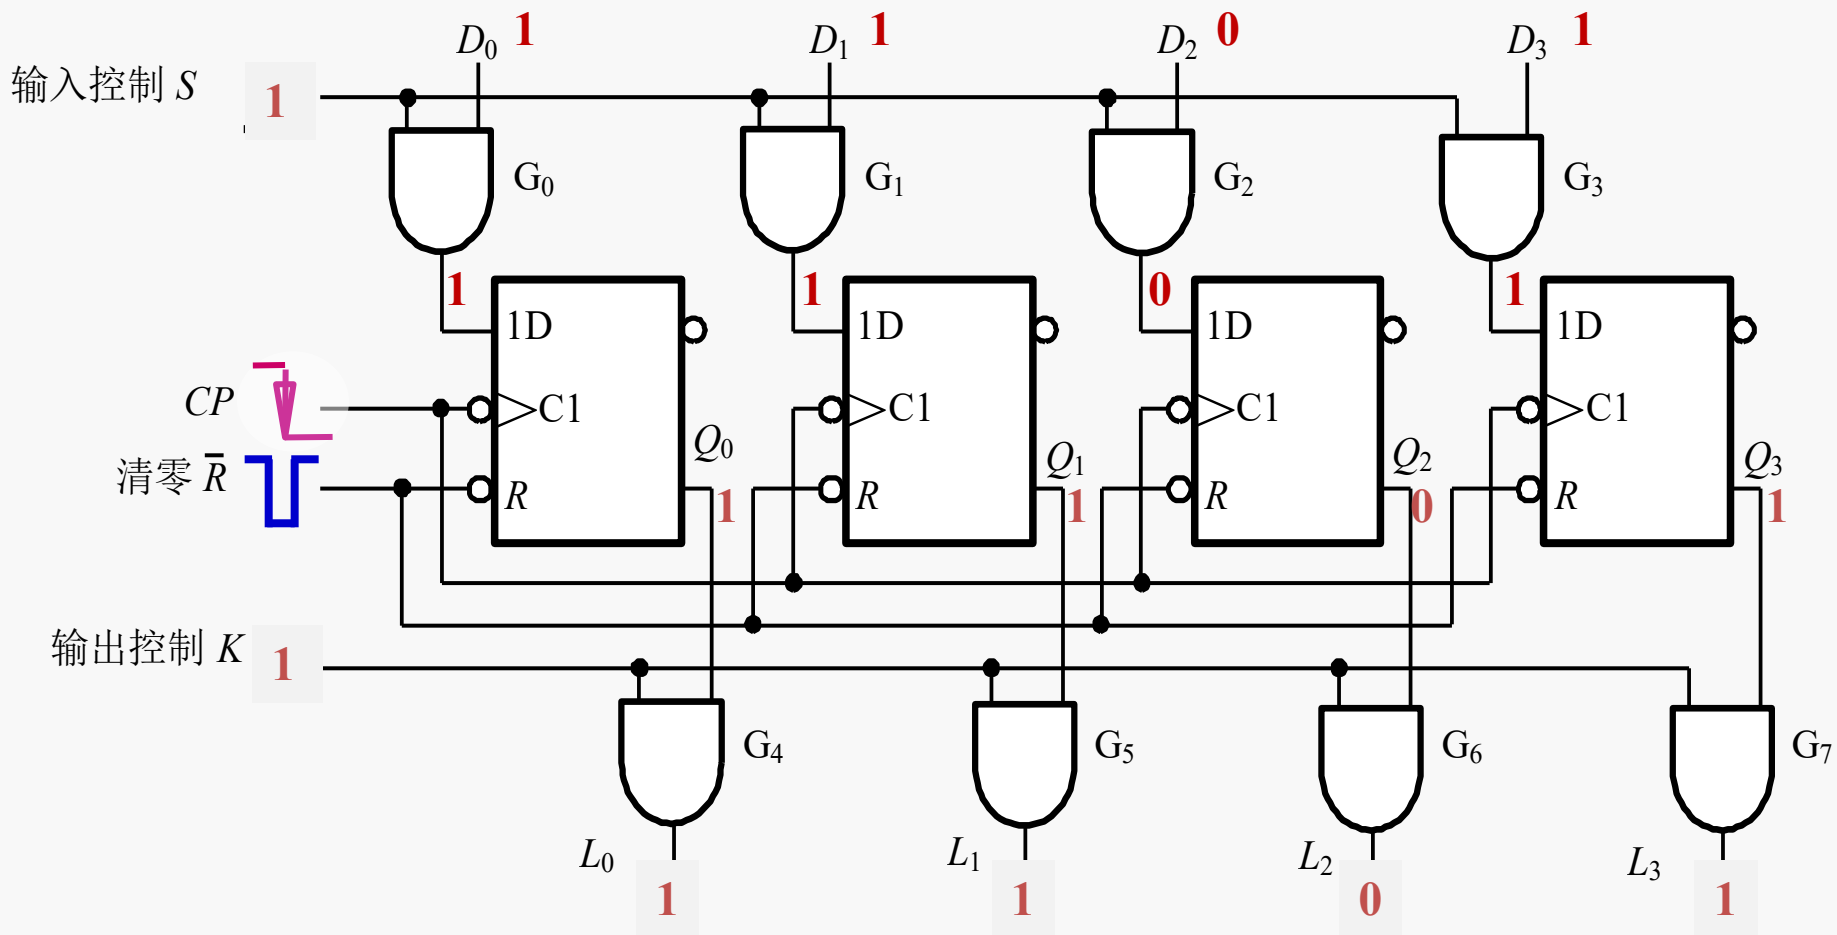 D₀ 1 D₁ 1 D₂ 0 D₃ 1
输入控制 S 1
G₀ G₁ G₂ G₃
1 1 0 1
1D 1D 1D 1D
CP C1 C1 C1 C1
Q₀ Q₁ Q₂ Q₃
清零 R̄ R R R R
1 1 0 1
输出控制 K 1
G₄ G₅ G₆ G₇
L₀ L₁ L₂ L₃
1 1 0 1